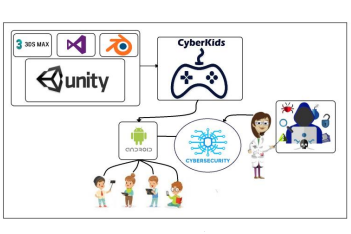 3DS MAX
unity
CyberKids
ANDROID
CYBERSECURITY